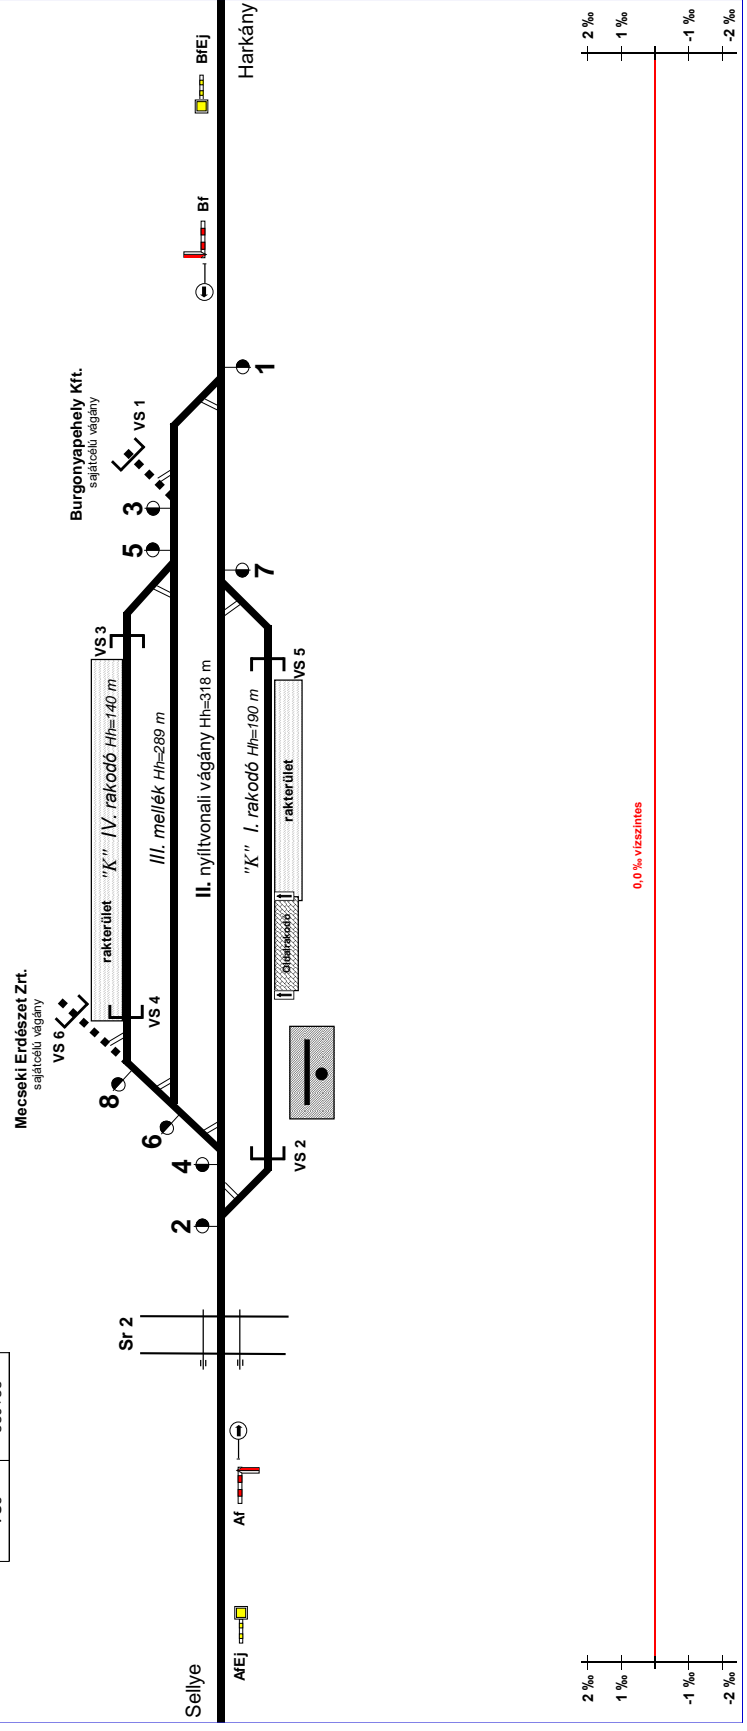 Sellye
Harkány
AfEj
Af
Sr 2
2
4
6
8
Mecseki Erdészet Zrt.
sajátcélú vágány
VS 6
VS 4
VS 2
rakterület
"K" IV. rakodó Hh=140 m
III. mellék Hh=289 m
II. nyíltvonali vágány Hh=318 m
"K" I. rakodó Hh=190 m
Oldalrakodó
rakterület
VS 3
VS 5
5
7
3
Burgonyapehely Kft.
sajátcélú vágány
VS 1
1
Bf
BfEj
2 ‰
1 ‰
-1 ‰
-2 ‰
0,0 ‰ vízszintes
2 ‰
1 ‰
-1 ‰
-2 ‰